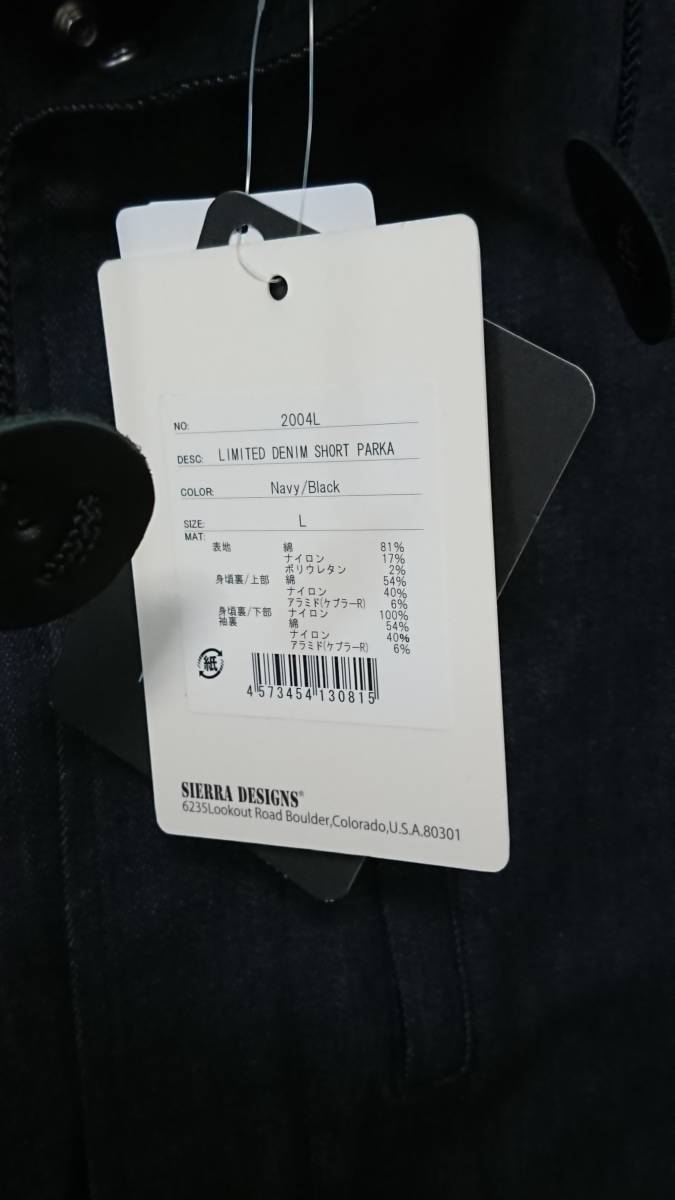 NO: 2004L
DESC: LIMITED DENIM SHORT PARKA
COLOR: Navy/Black
SIZE: L
MAT:
表地 綿 81%
ナイロン 17%
ポリウレタン 2%
身頃裏/上部 綿 54%
ナイロン 40%
アラミド(ケブラーR) 6%
身頃裏/下部 ナイロン 100%
袖裏 綿 54%
ナイロン 40%
アラミド(ケブラーR) 6%
紙
4573454130815
SIERRA DESIGNS®
6235Lookout Road Boulder,Colorado,U.S.A.80301